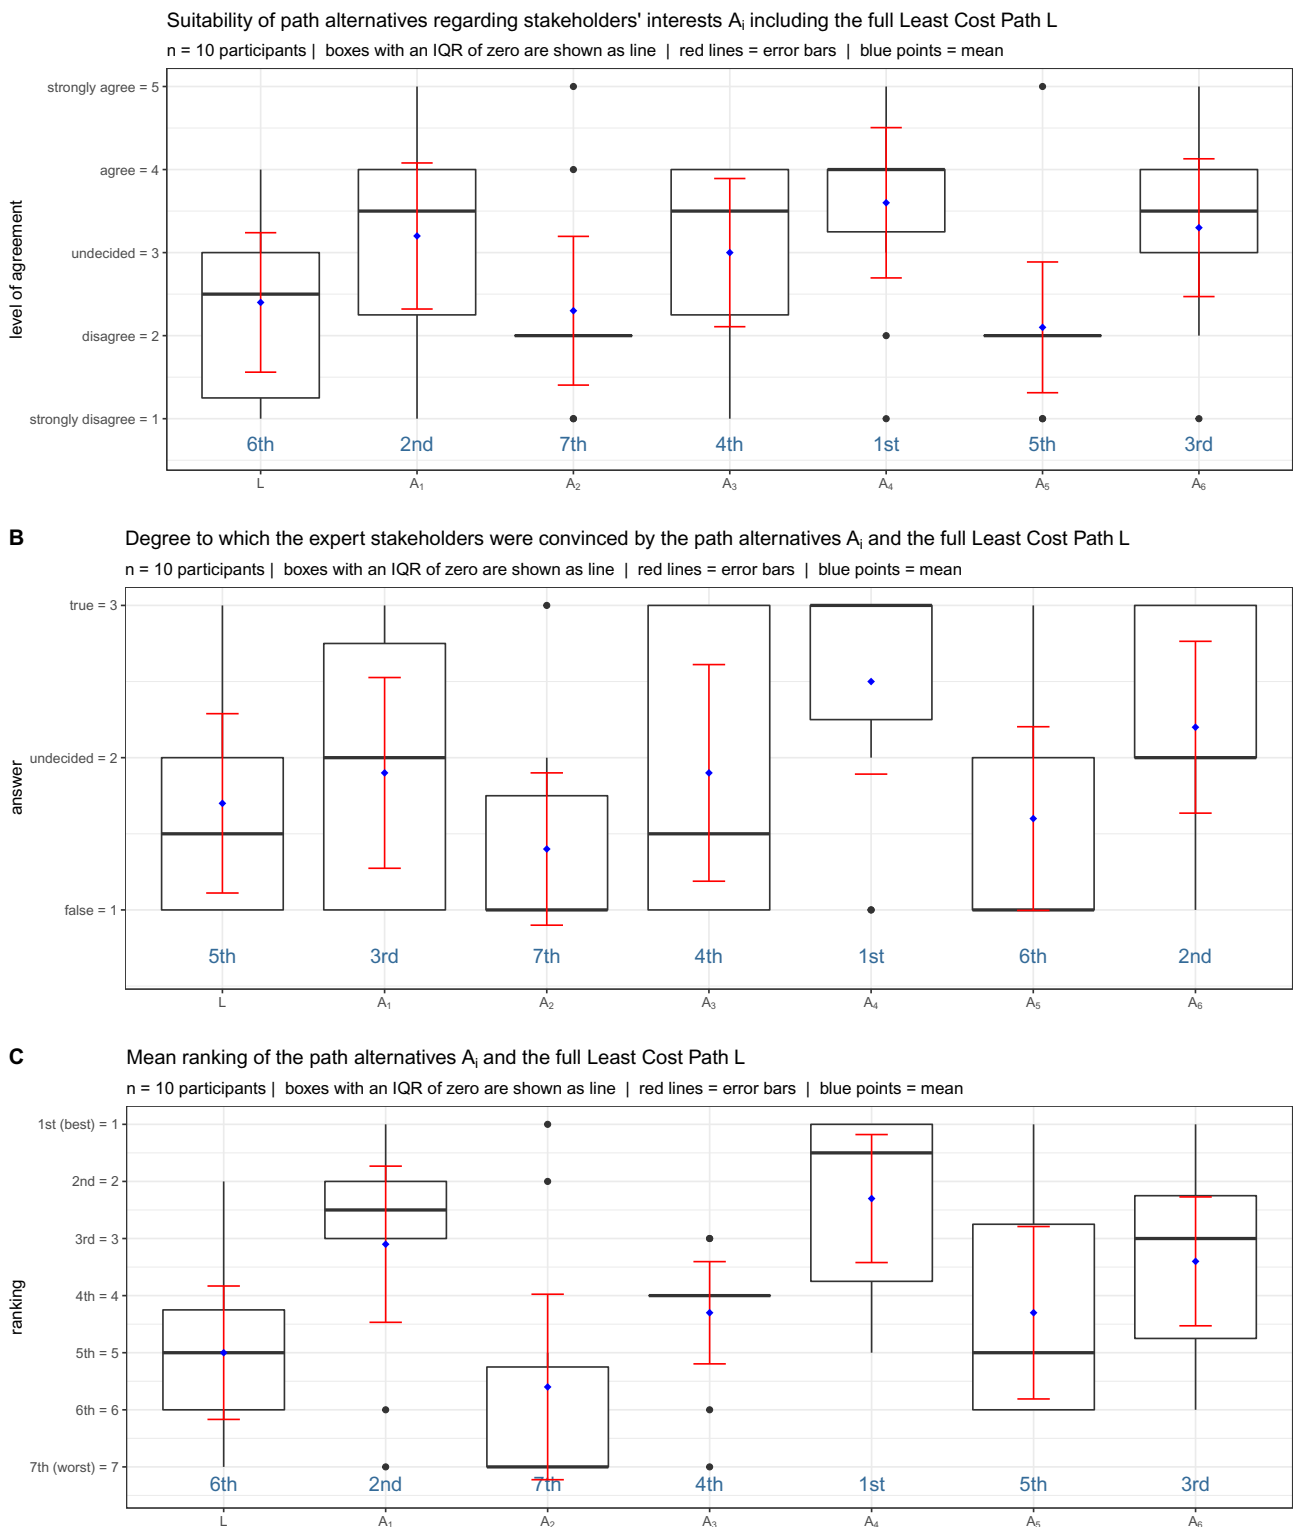 Suitability of path alternatives regarding stakeholders' interests Aᵢ including the full Least Cost Path L
n = 10 participants | boxes with an IQR of zero are shown as line | red lines = error bars | blue points = mean
level of agreement
strongly agree = 5
agree = 4
undecided = 3
disagree = 2
strongly disagree = 1
6th 2nd 7th 4th 1st 5th 3rd
L A₁ A₂ A₃ A₄ A₅ A₆
B
Degree to which the expert stakeholders were convinced by the path alternatives Aᵢ and the full Least Cost Path L
n = 10 participants | boxes with an IQR of zero are shown as line | red lines = error bars | blue points = mean
answer
true = 3
undecided = 2
false = 1
5th 3rd 7th 4th 1st 6th 2nd
L A₁ A₂ A₃ A₄ A₅ A₆
C
Mean ranking of the path alternatives Aᵢ and the full Least Cost Path L
n = 10 participants | boxes with an IQR of zero are shown as line | red lines = error bars | blue points = mean
ranking
1st (best) = 1
2nd = 2
3rd = 3
4th = 4
5th = 5
6th = 6
7th (worst) = 7
6th 2nd 7th 4th 1st 5th 3rd
L A₁ A₂ A₃ A₄ A₅ A₆